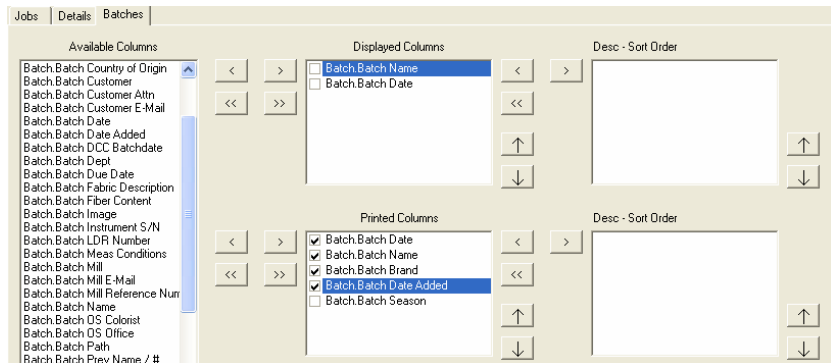 Jobs Details Batches
Available Columns
Batch.Batch Country of Origin
Batch.Batch Customer
Batch.Batch Customer Attn
Batch.Batch Customer E-Mail
Batch.Batch Date
Batch.Batch Date Added
Batch.Batch DCC Batchdate
Batch.Batch Dept
Batch.Batch Due Date
Batch.Batch Fabric Description
Batch.Batch Fiber Content
Batch.Batch Image
Batch.Batch Instrument S/N
Batch.Batch LDR Number
Batch.Batch Meas Conditions
Batch.Batch Mill
Batch.Batch Mill E-Mail
Batch.Batch Mill Reference Num
Batch.Batch Name
Batch.Batch OS Colorist
Batch.Batch OS Office
Batch.Batch Path
Batch.Batch Prev Name / #
< >
<< >>
Displayed Columns
Batch.Batch Name
Batch.Batch Date
< >
<<
↑
↓
Desc - Sort Order
↑
↓
< >
<< >>
Printed Columns
Batch.Batch Date
Batch.Batch Name
Batch.Batch Brand
Batch.Batch Date Added
Batch.Batch Season
< >
<<
↑
↓
Desc - Sort Order
↑
↓